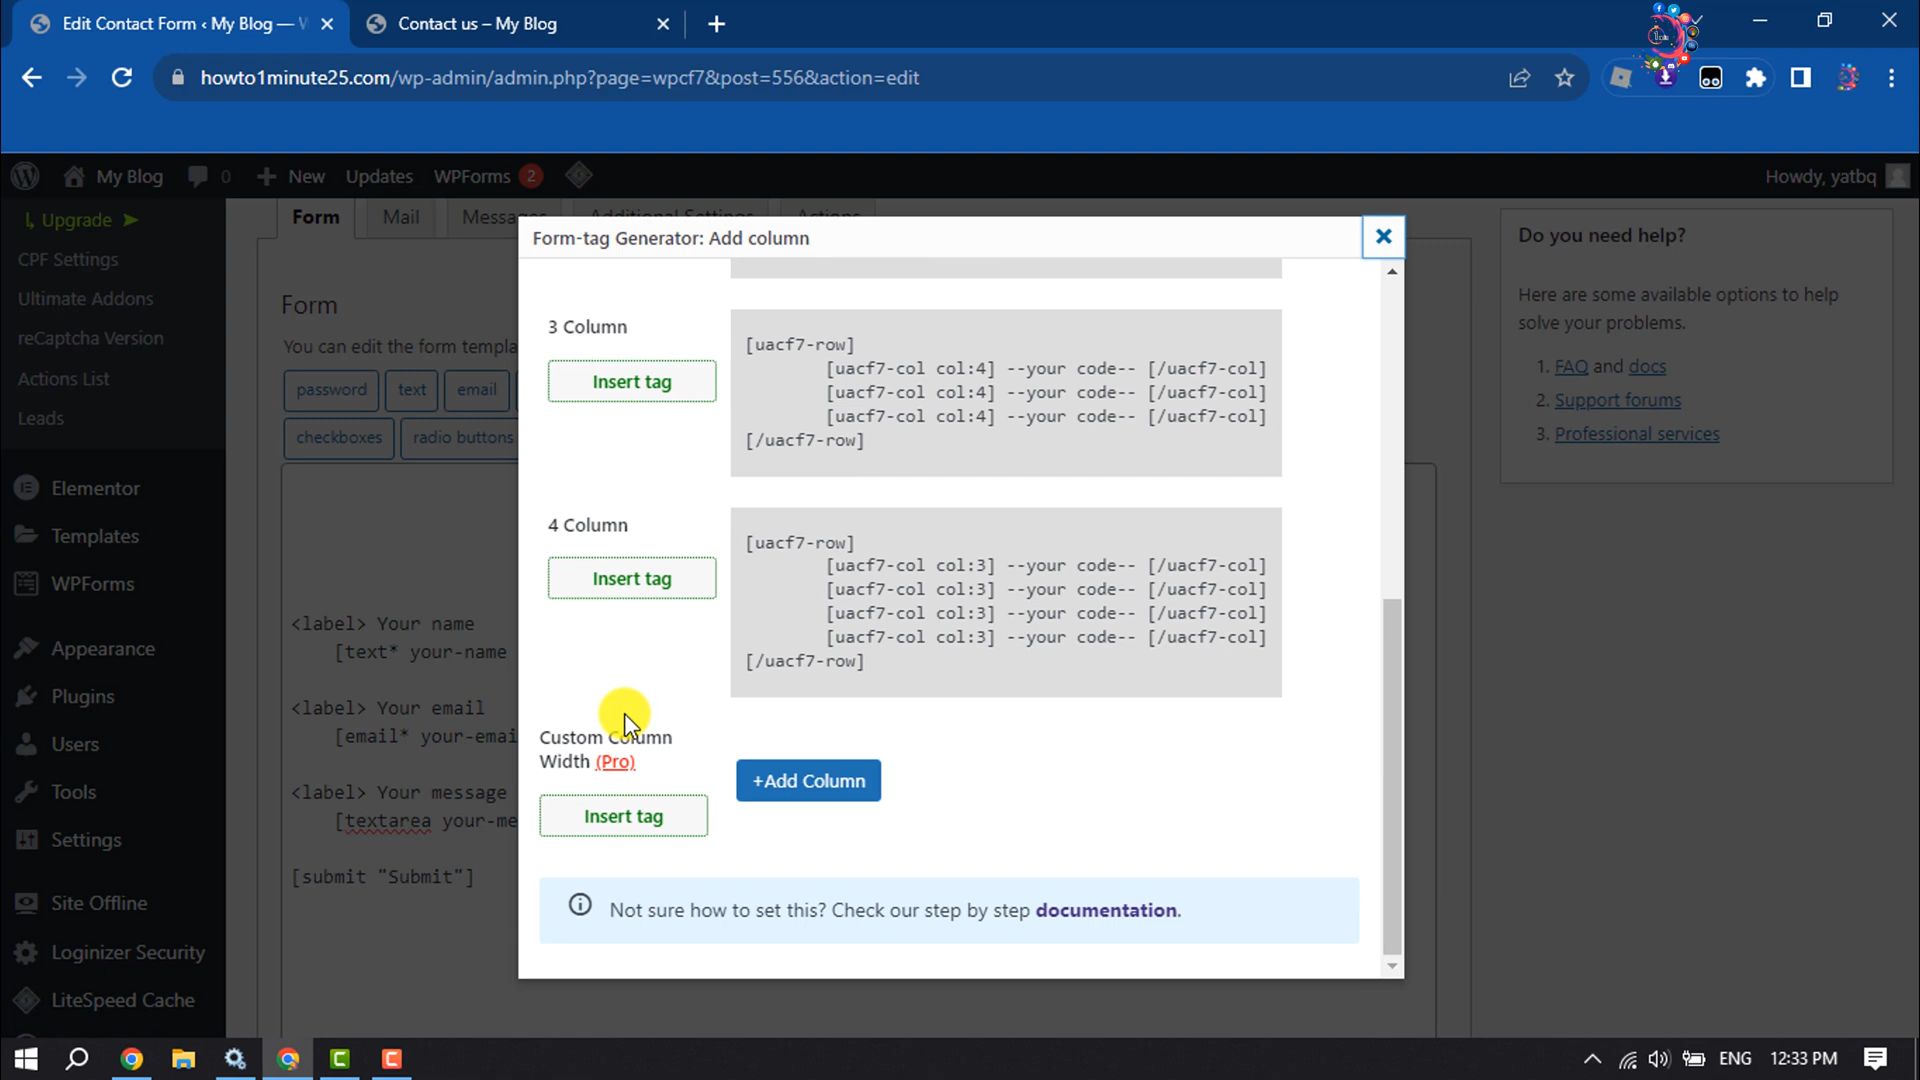 Edit Contact Form ‹ My Blog —
Contact us – My Blog
howto1minute25.com/wp-admin/admin.php?page=wpcf7&post=556&action=edit
My Blog
0
New
Updates
WPForms 2
Howdy, yatbq
↳ Upgrade ➤
CPF Settings
Ultimate Addons
reCaptcha Version
Actions List
Leads
Elementor
Templates
WPForms
Appearance
Plugins
Users
Tools
Settings
Site Offline
Loginizer Security
LiteSpeed Cache
Form
Mail
Messages
Additional Settings
Actions
Form
You can edit the form templa
password
text
email
checkboxes
radio buttons
<label> Your name
[text* your-name
<label> Your email
[email* your-emai
<label> Your message
[textarea your-me
[submit "Submit"]
Form-tag Generator: Add column
3 Column
Insert tag
[uacf7-row]
[uacf7-col col:4] --your code-- [/uacf7-col]
[uacf7-col col:4] --your code-- [/uacf7-col]
[uacf7-col col:4] --your code-- [/uacf7-col]
[/uacf7-row]
4 Column
Insert tag
[uacf7-row]
[uacf7-col col:3] --your code-- [/uacf7-col]
[uacf7-col col:3] --your code-- [/uacf7-col]
[uacf7-col col:3] --your code-- [/uacf7-col]
[uacf7-col col:3] --your code-- [/uacf7-col]
[/uacf7-row]
Custom Column
Width (Pro)
Insert tag
+Add Column
Not sure how to set this? Check our step by step documentation.
Do you need help?
Here are some available options to help
solve your problems.
1. FAQ and docs
2. Support forums
3. Professional services
ENG
12:33 PM